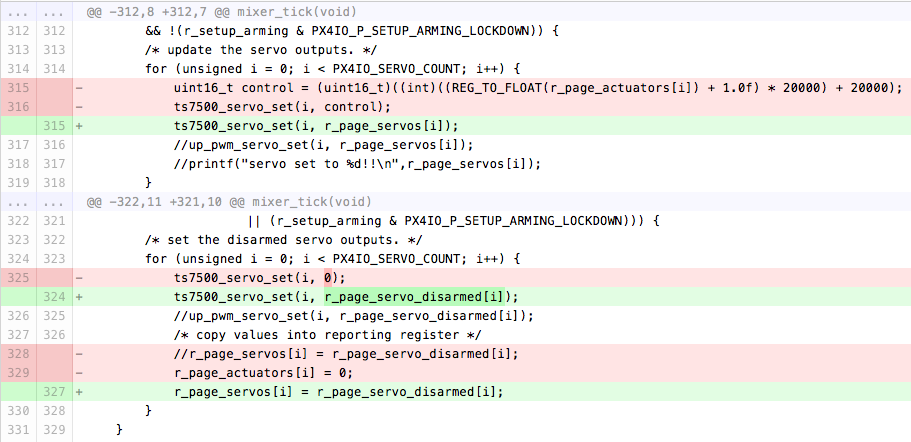 ... ... @@ -312,8 +312,7 @@ mixer_tick(void)
312 312 && !(r_setup_arming & PX4IO_P_SETUP_ARMING_LOCKDOWN)) {
313 313 /* update the servo outputs. */
314 314 for (unsigned i = 0; i < PX4IO_SERVO_COUNT; i++) {
315 - uint16_t control = (uint16_t)((int)((REG_TO_FLOAT(r_page_actuators[i]) + 1.0f) * 20000) + 20000);
316 - ts7500_servo_set(i, control);
315 + ts7500_servo_set(i, r_page_servos[i]);
317 316 //up_pwm_servo_set(i, r_page_servos[i]);
318 317 //printf("servo set to %d!!\n",r_page_servos[i]);
319 318 }
... ... @@ -322,11 +321,10 @@ mixer_tick(void)
322 321 || (r_setup_arming & PX4IO_P_SETUP_ARMING_LOCKDOWN))) {
323 322 /* set the disarmed servo outputs. */
324 323 for (unsigned i = 0; i < PX4IO_SERVO_COUNT; i++) {
325 - ts7500_servo_set(i, 0);
324 + ts7500_servo_set(i, r_page_servo_disarmed[i]);
326 325 //up_pwm_servo_set(i, r_page_servo_disarmed[i]);
327 326 /* copy values into reporting register */
328 - //r_page_servos[i] = r_page_servo_disarmed[i];
329 - r_page_actuators[i] = 0;
327 + r_page_servos[i] = r_page_servo_disarmed[i];
330 328 }
331 329 }